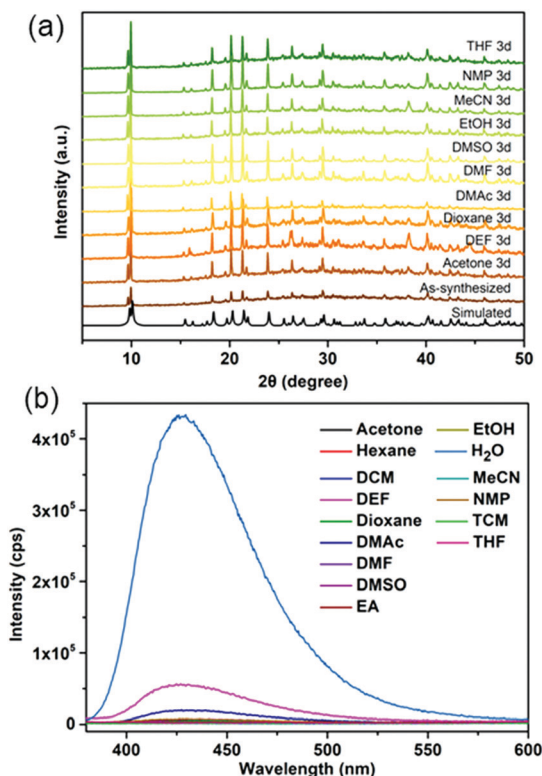 (a)
THF 3d
NMP 3d
MeCN 3d
EtOH 3d
DMSO 3d
DMF 3d
DMAc 3d
Dioxane 3d
DEF 3d
Acetone 3d
As-synthesized
Simulated
Intensity (a.u.)
10 20 30 40 50
2θ (degree)
(b)
4x10⁵
3x10⁵
2x10⁵
1x10⁵
0
Intensity (cps)
Acetone EtOH
Hexane H₂O
DCM MeCN
DEF NMP
Dioxane TCM
DMAc THF
DMF
DMSO
EA
400 450 500 550 600
Wavelength (nm)